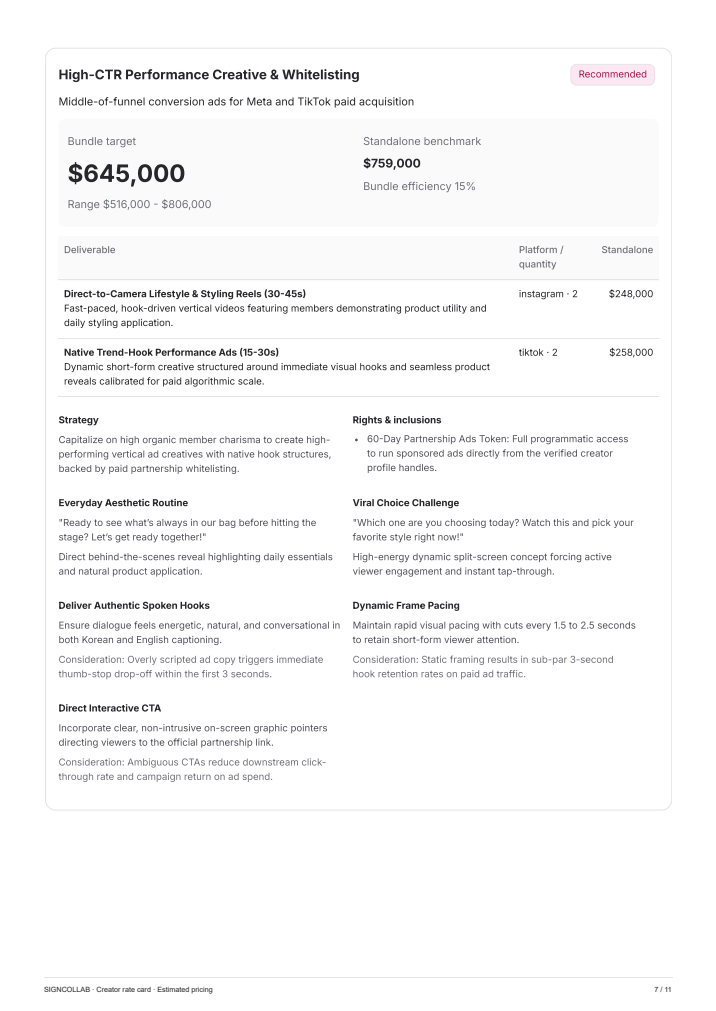 High-CTR Performance Creative & Whitelisting
Recommended
Middle-of-funnel conversion ads for Meta and TikTok paid acquisition
Bundle target
$645,000
Range $516,000 - $806,000
Standalone benchmark
$759,000
Bundle efficiency 15%
Deliverable
Platform /
quantity
Standalone
Direct-to-Camera Lifestyle & Styling Reels (30-45s)
Fast-paced, hook-driven vertical videos featuring members demonstrating product utility and
daily styling application.
instagram · 2
$248,000
Native Trend-Hook Performance Ads (15-30s)
Dynamic short-form creative structured around immediate visual hooks and seamless product
reveals calibrated for paid algorithmic scale.
tiktok · 2
$258,000
Strategy
Capitalize on high organic member charisma to create high-
performing vertical ad creatives with native hook structures,
backed by paid partnership whitelisting.
Rights & inclusions
• 60-Day Partnership Ads Token: Full programmatic access
to run sponsored ads directly from the verified creator
profile handles.
Everyday Aesthetic Routine
"Ready to see what’s always in our bag before hitting the
stage? Let’s get ready together!"
Direct behind-the-scenes reveal highlighting daily essentials
and natural product application.
Viral Choice Challenge
"Which one are you choosing today? Watch this and pick your
favorite style right now!"
High-energy dynamic split-screen concept forcing active
viewer engagement and instant tap-through.
Deliver Authentic Spoken Hooks
Ensure dialogue feels energetic, natural, and conversational in
both Korean and English captioning.
Consideration: Overly scripted ad copy triggers immediate
thumb-stop drop-off within the first 3 seconds.
Dynamic Frame Pacing
Maintain rapid visual pacing with cuts every 1.5 to 2.5 seconds
to retain short-form viewer attention.
Consideration: Static framing results in sub-par 3-second
hook retention rates on paid ad traffic.
Direct Interactive CTA
Incorporate clear, non-intrusive on-screen graphic pointers
directing viewers to the official partnership link.
Consideration: Ambiguous CTAs reduce downstream click-
through rate and campaign return on ad spend.
SIGNCOLLAB · Creator rate card · Estimated pricing
7 / 11